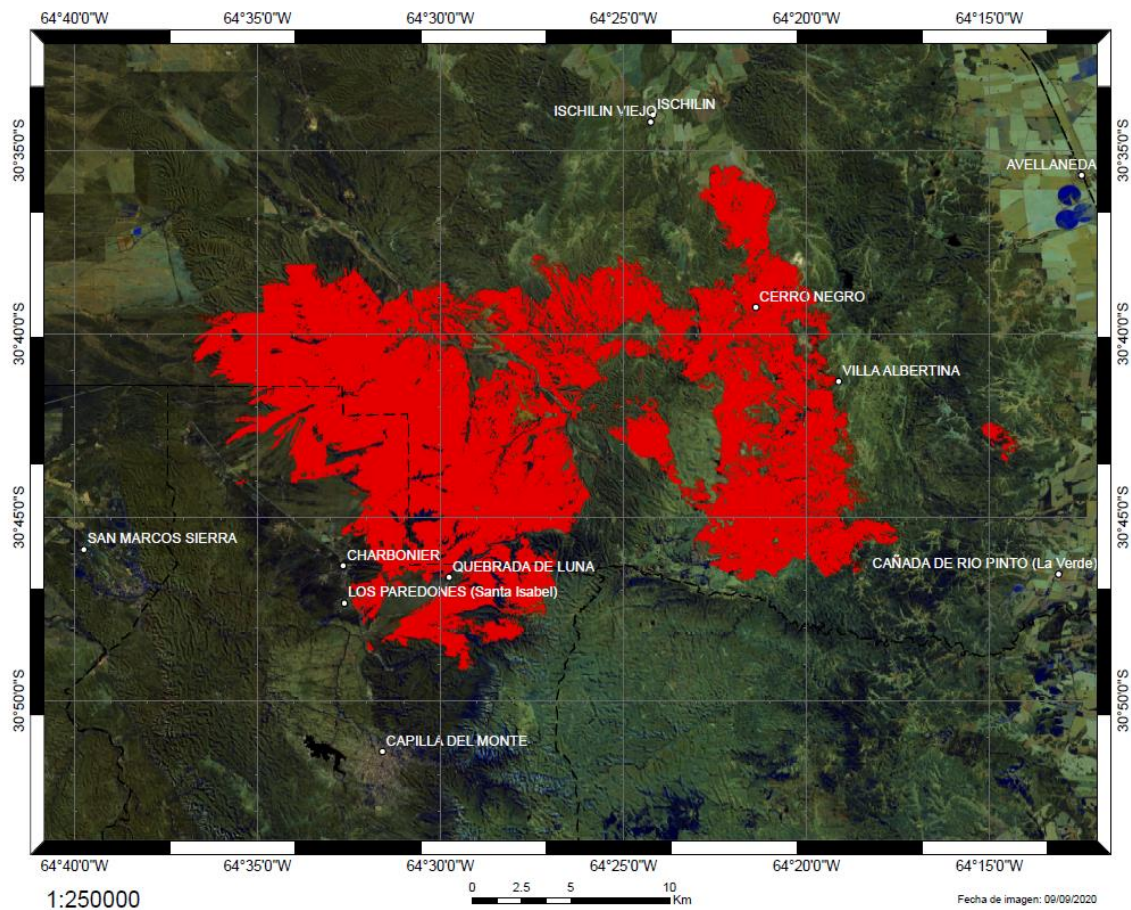 64°40'0"W 64°35'0"W 64°30'0"W 64°25'0"W 64°20'0"W 64°15'0"W
ISCHILIN
ISCHILIN VIEJO
30°35'0"S 30°35'0"S
AVELLANEDA
CERRO NEGRO
30°40'0"S 30°40'0"S
VILLA ALBERTINA
30°45'0"S 30°45'0"S
SAN MARCOS SIERRA
CHARBONIER
QUEBRADA DE LUNA
CAÑADA DE RIO PINTO (La Verde)
LOS PAREDONES (Santa Isabel)
30°50'0"S 30°50'0"S
CAPILLA DEL MONTE
64°40'0"W 64°35'0"W 64°30'0"W 64°25'0"W 64°20'0"W 64°15'0"W
1:250000
0 2.5 5 10
Km
Fecha de imagen: 09/09/2020